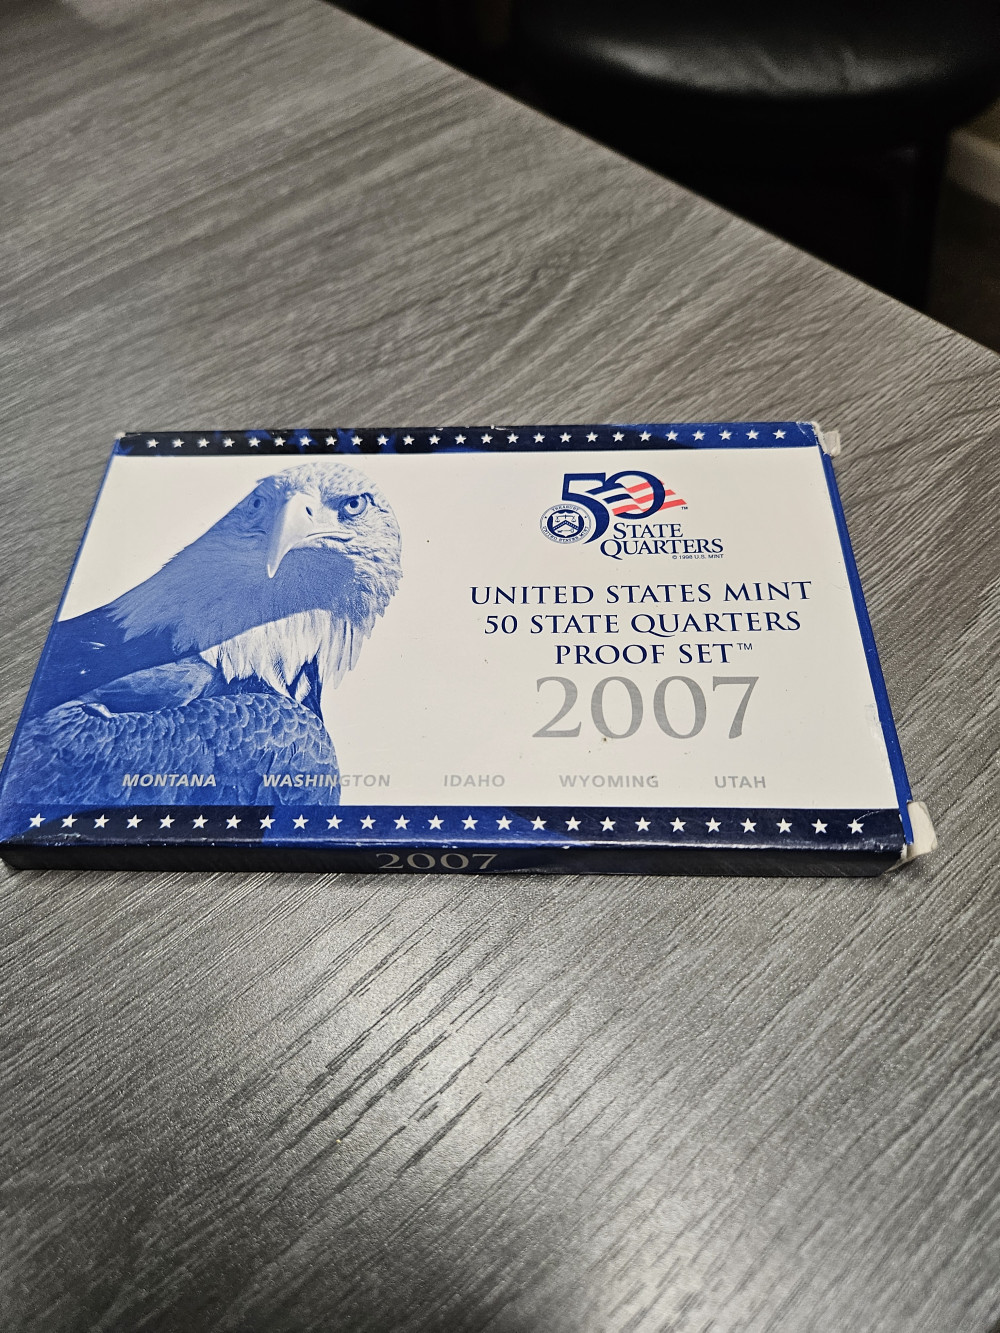 50
STATE
QUARTERS
™
© 1998 U.S. MINT
UNITED STATES MINT
50 STATE QUARTERS
PROOF SET™
2007
MONTANA WASHINGTON IDAHO WYOMING UTAH
2007